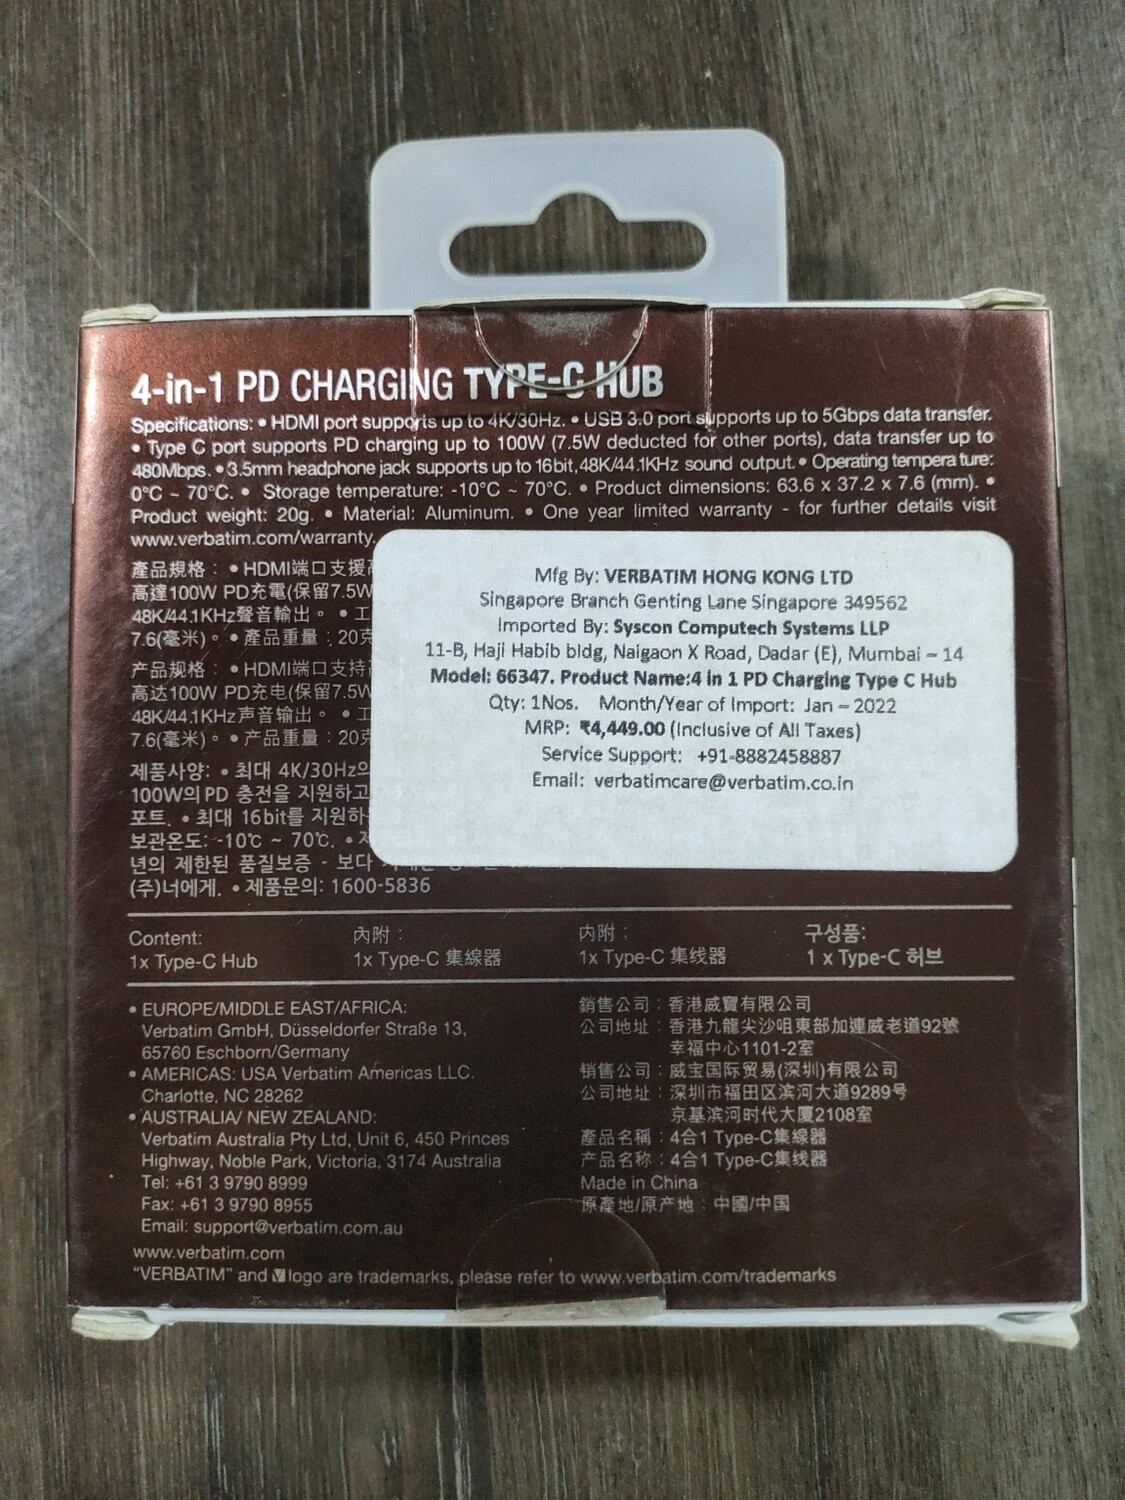 4-in-1 PD CHARGING TYPE-C HUB
Specifications: • HDMI port supports up to 4K/30Hz. • USB 3.0 port supports up to 5Gbps data transfer.
• Type C port supports PD charging up to 100W (7.5W deducted for other ports), data transfer up to
480Mbps. • 3.5mm headphone jack supports up to 16bit,48K/44.1KHz sound output. • Operating tempera ture:
0°C ~ 70°C. • Storage temperature: -10°C ~ 70°C. • Product dimensions: 63.6 x 37.2 x 7.6 (mm). •
Product weight: 20g. • Material: Aluminum. • One year limited warranty - for further details visit
www.verbatim.com/warranty.
產品規格： • HDMI端口支援
高達100W PD充電(保留7.5W
48K/44.1KHz聲音輸出。 • 工
7.6(毫米)。 • 產品重量：20克
产品规格： • HDMI端口支持
高达100W PD充电(保留7.5W
48K/44.1KHz声音输出。 • 工
7.6(毫米)。 • 产品重量：20克
제품사양: • 최대 4K/30Hz의
100W의 PD 충전을 지원하고
포트. • 최대 16bit를 지원하
보관온도: -10℃ ~ 70℃. •
년의 제한된 품질보증 - 보다
(주)너에게. • 제품문의: 1600-5836
Mfg By: VERBATIM HONG KONG LTD
Singapore Branch Genting Lane Singapore 349562
Imported By: Syscon Computech Systems LLP
11-B, Haji Habib bldg, Naigaon X Road, Dadar (E), Mumbai – 14
Model: 66347. Product Name:4 in 1 PD Charging Type C Hub
Qty: 1Nos. Month/Year of Import: Jan – 2022
MRP: ₹4,449.00 (Inclusive of All Taxes)
Service Support: +91-8882458887
Email: verbatimcare@verbatim.co.in
Content: 內附： 内附： 구성품:
1x Type-C Hub 1x Type-C 集線器 1x Type-C 集线器 1 x Type-C 허브
• EUROPE/MIDDLE EAST/AFRICA:
Verbatim GmbH, Düsseldorfer Straße 13,
65760 Eschborn/Germany
• AMERICAS: USA Verbatim Americas LLC.
Charlotte, NC 28262
• AUSTRALIA/ NEW ZEALAND:
Verbatim Australia Pty Ltd, Unit 6, 450 Princes
Highway, Noble Park, Victoria, 3174 Australia
Tel: +61 3 9790 8999
Fax: +61 3 9790 8955
Email: support@verbatim.com.au
銷售公司：香港威寶有限公司
公司地址：香港九龍尖沙咀東部加連威老道92號
幸福中心1101-2室
销售公司：威宝国际贸易(深圳)有限公司
公司地址：深圳市福田区滨河大道9289号
京基滨河时代大厦2108室
產品名稱：4合1 Type-C集線器
产品名称：4合1 Type-C集线器
Made in China
原產地/原产地：中國/中国
www.verbatim.com
"VERBATIM" and logo are trademarks, please refer to www.verbatim.com/trademarks